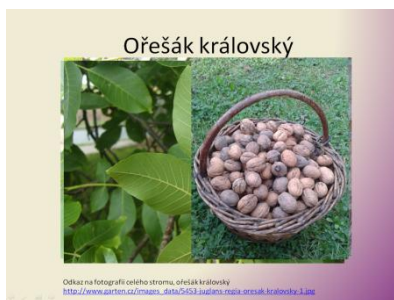 Ořešák královský
Odkaz na fotografii celého stromu, ořešák královský
http://www.garten.cz/images_data/5453-juglans-regia-oresak-kralovsky-1.jpg